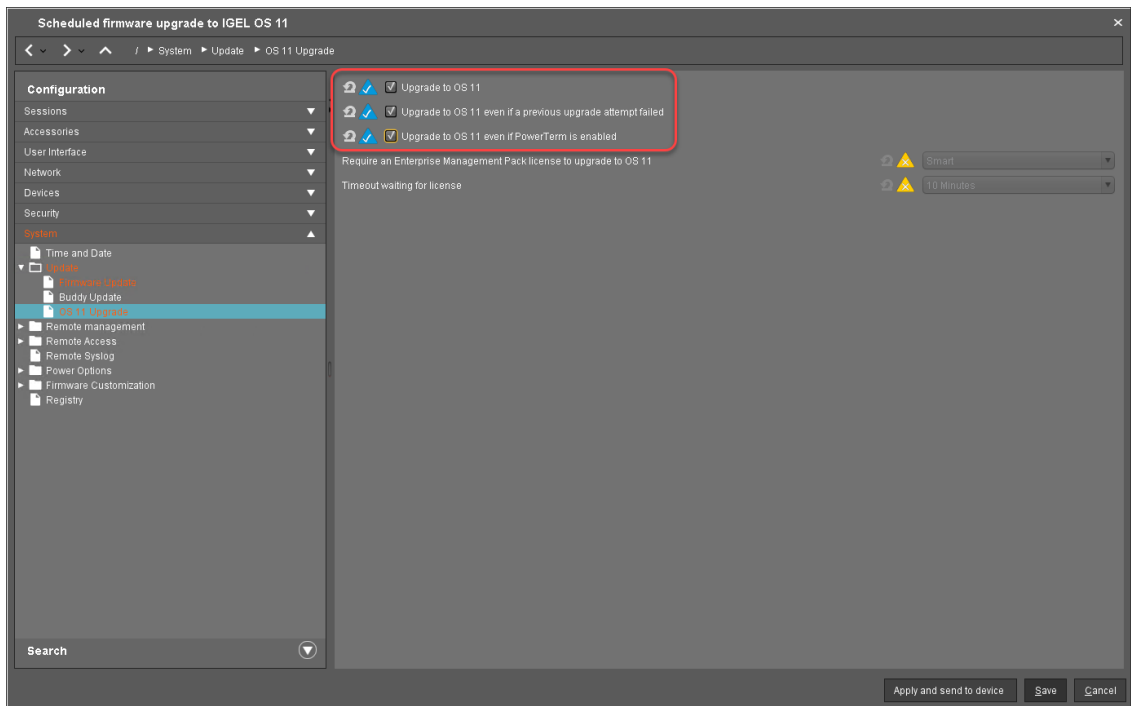 Scheduled firmware upgrade to IGEL OS 11
/ System Update OS 11 Upgrade
Configuration
Sessions
Accessories
User Interface
Network
Devices
Security
System
Time and Date
Update
Firmware Update
Buddy Update
OS 11 Upgrade
Remote management
Remote Access
Remote Syslog
Power Options
Firmware Customization
Registry
Search
Upgrade to OS 11
Upgrade to OS 11 even if a previous upgrade attempt failed
Upgrade to OS 11 even if PowerTerm is enabled
Require an Enterprise Management Pack license to upgrade to OS 11 Smart
Timeout waiting for license 10 Minutes
Apply and send to device Save Cancel